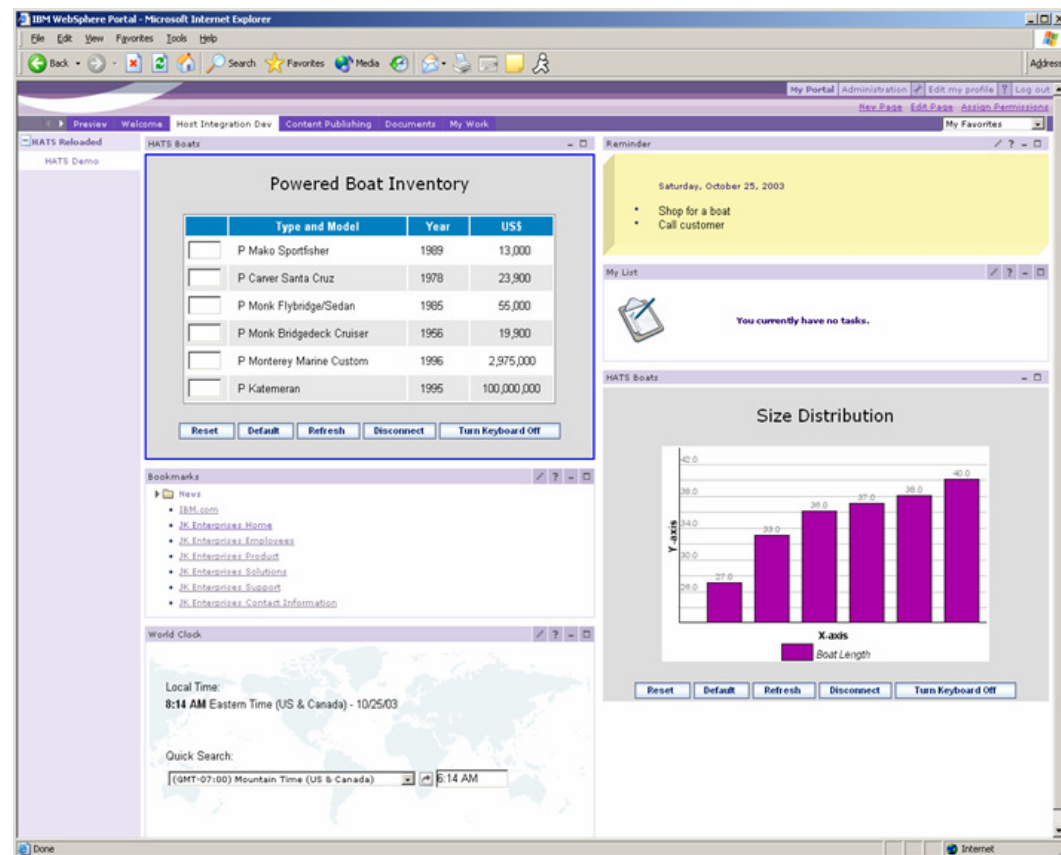 IBM WebSphere Portal - Microsoft Internet Explorer
File Edit View Favorites Tools Help
Back Search Favorites Media Address
My Portal Administration Edit my profile ? Log out
New Page Edit Page Assign Permissions
Preview Welcome Host Integration Dev Content Publishing Documents My Work My Favorites
HATS Reloaded
HATS Demo
HATS Boats
Powered Boat Inventory
Type and Model Year US$
P Mako Sportfisher 1989 13,000
P Carver Santa Cruz 1978 23,900
P Monk Flybridge/Sedan 1985 55,000
P Monk Bridgedeck Cruiser 1956 19,900
P Monterey Marine Custom 1996 2,975,000
P Katemeran 1995 100,000,000
Reset Default Refresh Disconnect Turn Keyboard Off
Bookmarks ?
News
IBM.com
JK Enterprises Home
JK Enterprises Employees
JK Enterprises Product
JK Enterprises Solutions
JK Enterprises Support
JK Enterprises Contact Information
World Clock ?
Local Time:
8:14 AM Eastern Time (US & Canada) - 10/25/03
Quick Search:
(GMT-07:00) Mountain Time (US & Canada) 6:14 AM
Reminder ?
Saturday, October 25, 2003
Shop for a boat
Call customer
My List ?
You currently have no tasks.
HATS Boats
Size Distribution
42.0
40.0
38.0 38.0
37.0
36.0
34.0
33.0
30.0
27.0
26.0
Y-axis
X-axis
Boat Length
Reset Default Refresh Disconnect Turn Keyboard Off
Done Internet